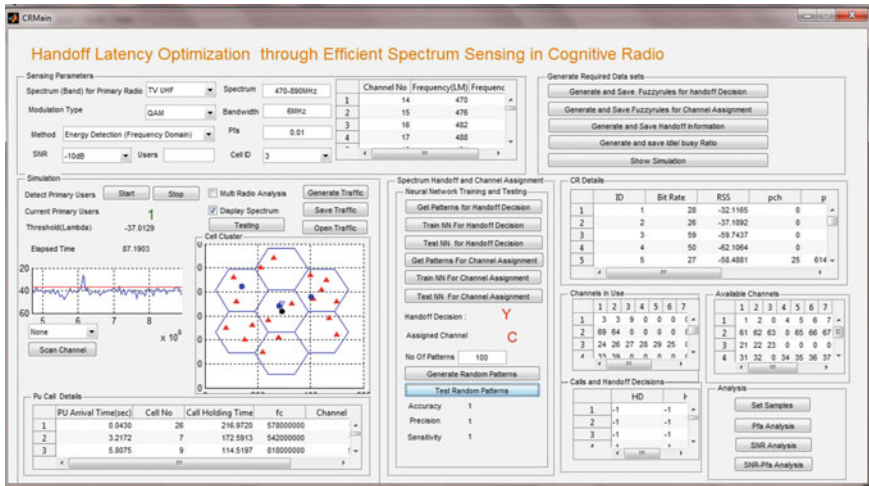 CRMain
Handoff Latency Optimization through Efficient Spectrum Sensing in Cognitive Radio
Sensing Parameters
Spectrum (Band) for Primary Radio TV UHF Spectrum 470-890MHz
Modulation Type QAM Bandwidth 6MHz
Method Energy Detection (Frequency Domain) Pfa 0.01
SNR -10dB Users Cell ID 3
Channel No Frequency(LM) Frequenc
1 14 470
2 15 476
3 16 482
4 17 488
Generate Required Data sets
Generate and Save Fuzzyrules for handoff Decision
Generate and Save Fuzzyrules for Channel Assignment
Generate and Save Handoff Information
Generate and save Idle/ busy Ratio
Show Simulation
Simulation
Detect Primary Users Start Stop Multi Radio Analysis Generate Traffic
Current Primary Users 1 Display Spectrum Save Traffic
Threshold(Lambda) -37.0129 Testing Open Traffic
Elapsed Time 87.1903
Cell Cluster
20
40
60
5 6 7 8
x 10⁸
None
Scan Channel
Pu Call Details
PU Arrival Time(sec) Cell No Call Holding Time fc Channel
1 0.0430 26 216.9720 578000000
2 3.2172 7 172.5913 542000000
3 5.8075 9 114.5197 818000000
Spectrum Handoff and Channel Assignment
Neural Network Training and Testing
Get Patterns for Handoff Decision
Train NN For Handoff Decision
Test NN for Handoff Decision
Get Patterns For Channel Assignment
Train NN For Channel Assignment
Test NN For Channel Assignment
Handoff Decision : Y
Assigned Channel C
No Of Patterns 100
Generate Random Patterns
Test Random Patterns
Accuracy 1
Precision 1
Sensitivity 1
CR Details
ID Bit Rate RSS pch p
1 1 28 -32.1165 0
2 2 26 -37.1892 0
3 3 59 -59.7437 0
4 4 50 -62.1064 0
5 5 27 -58.4881 25 614
Channels in Use
1 2 3 4 5 6 7
1 3 3 9 0 0 0
2 69 64 0 0 0 0
3 24 26 27 28 29 25
Available Channels
1 2 3 4 5 6 7
1 1 2 0 4 5 6 7
2 61 62 63 0 65 66 67
3 21 22 23 0 0 0 0
4 31 32 0 34 35 36 37
Calls and Handoff Decisions
HD
1 -1 -1
2 -1 -1
3 -1 -1
Analysis
Set Samples
Pfa Analysis
SNR Analysis
SNR-Pfa Analysis